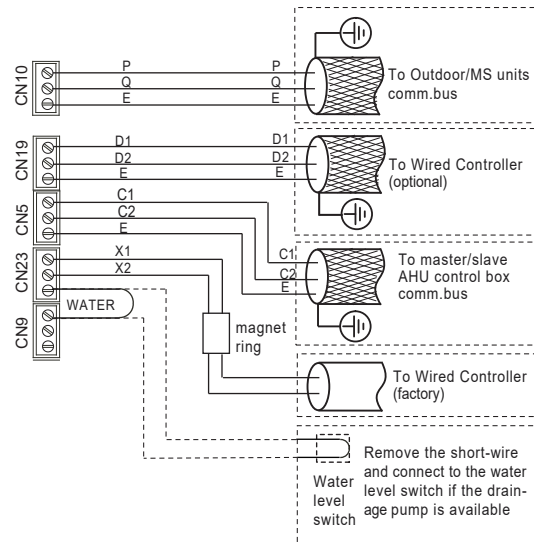 CN10
P
Q
E
P
Q
E
To Outdoor/MS units
comm.bus
CN19
D1
D2
E
D1
D2
E
To Wired Controller
(optional)
CN5
C1
C2
E
C1
C2
E
To master/slave
AHU control box
comm.bus
CN23
X1
X2
WATER
CN9
magnet
ring
To Wired Controller
(factory)
Water
level
switch
Remove the short-wire
and connect to the water
level switch if the drain-
age pump is available